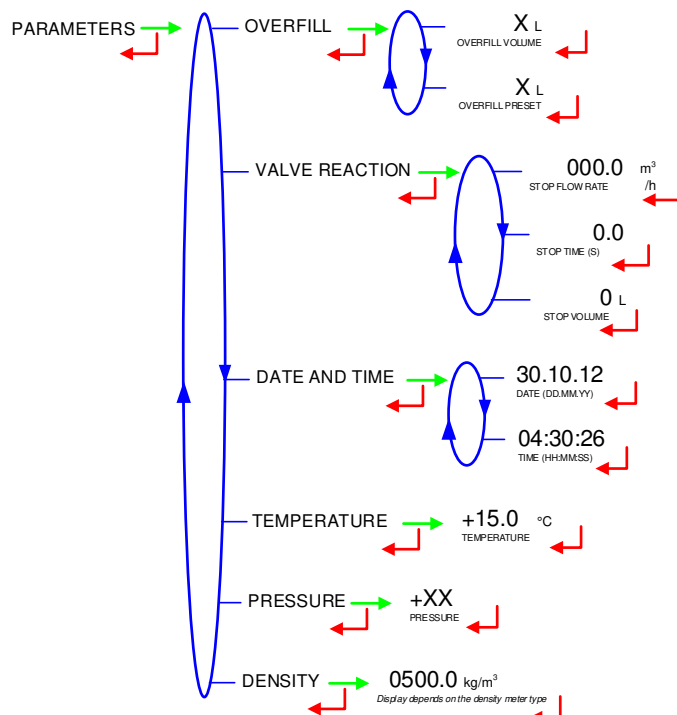 PARAMETERS
OVERFILL
X L
OVERFILL VOLUME
X L
OVERFILL PRESET
VALVE REACTION
000.0 m³
/h
STOP FLOW RATE
0.0
STOP TIME (S)
0 L
STOP VOLUME
DATE AND TIME
30.10.12
DATE (DD.MM.YY)
04:30:26
TIME (HH:MM:SS)
TEMPERATURE
+15.0 °C
TEMPERATURE
PRESSURE
+XX
PRESSURE
DENSITY
0500.0 kg/m³
Display depends on the density meter type